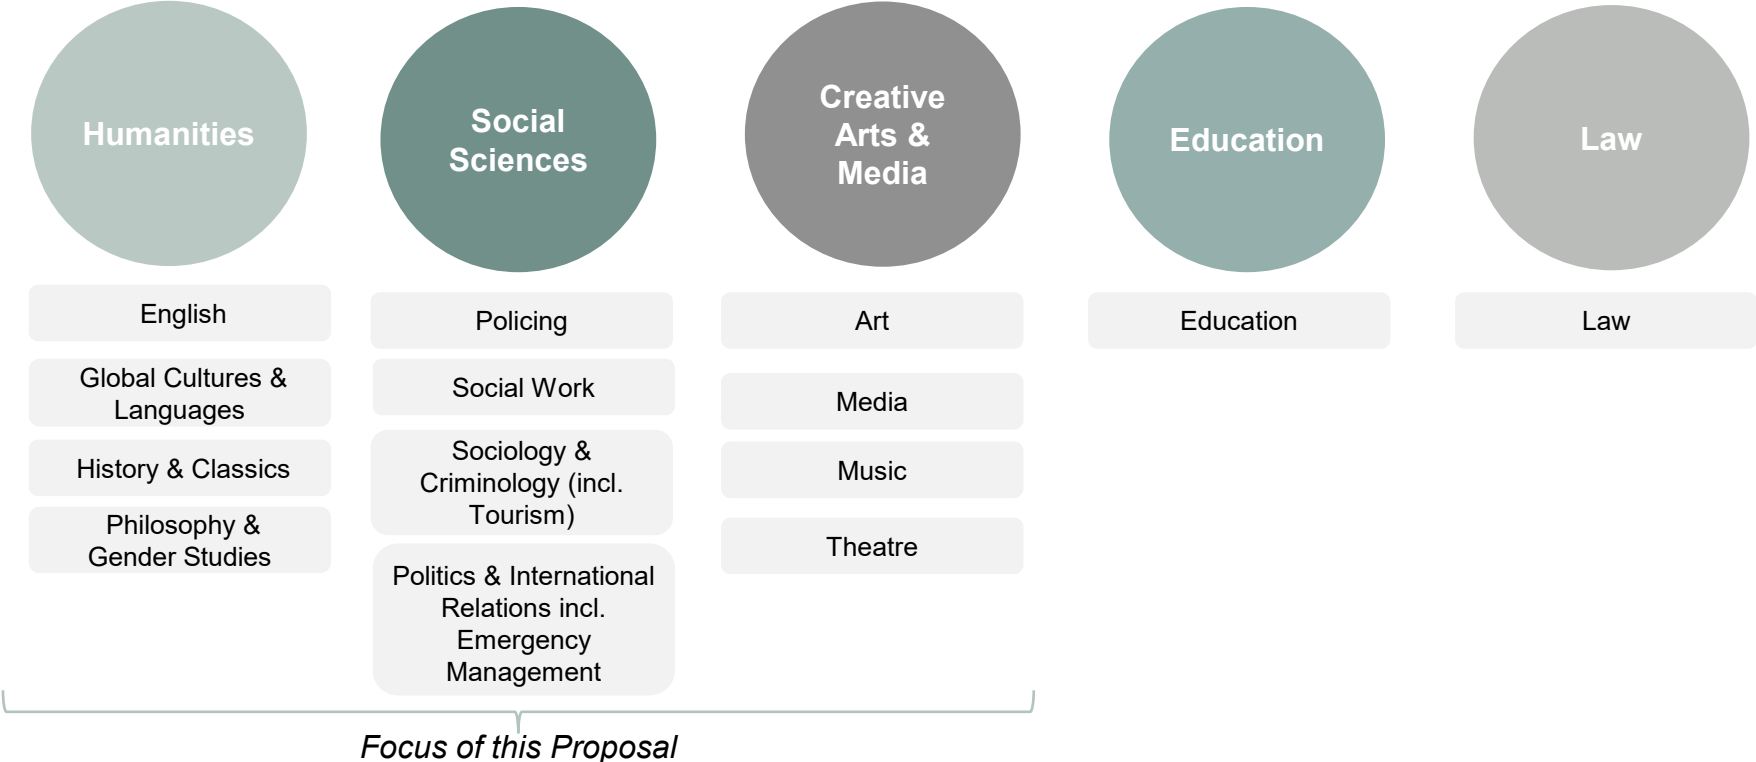 Humanities
English
Global Cultures &
Languages
History & Classics
Philosophy &
Gender Studies
Social
Sciences
Policing
Social Work
Sociology &
Criminology (incl.
Tourism)
Politics & International
Relations incl.
Emergency
Management
Creative
Arts &
Media
Art
Media
Music
Theatre
Education
Education
Law
Law
Focus of this Proposal